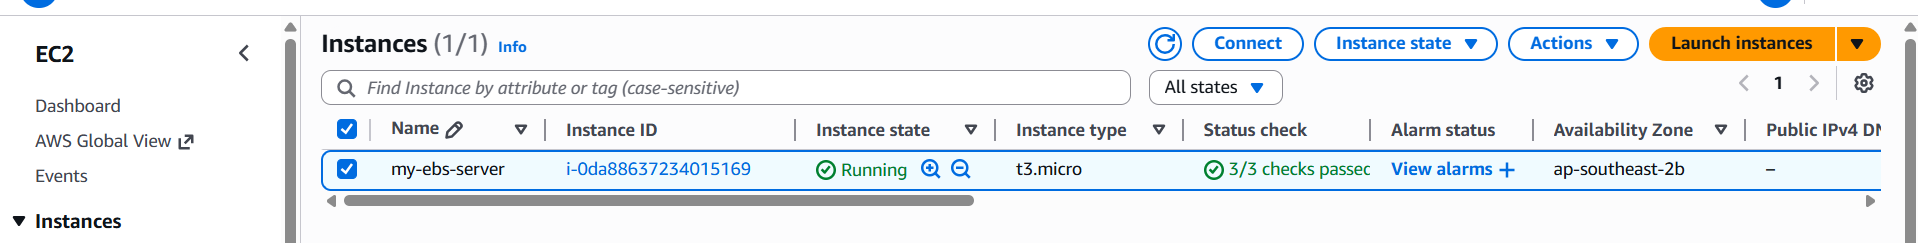 EC2
Dashboard
AWS Global View
Events
Instances
Instances (1/1) Info
Connect
Instance state
Actions
Launch instances
Find Instance by attribute or tag (case-sensitive)
All states
1
Name Instance ID Instance state Instance type Status check Alarm status Availability Zone Public IPv4 DN
my-ebs-server i-0da88637234015169 Running t3.micro 3/3 checks passec View alarms + ap-southeast-2b –